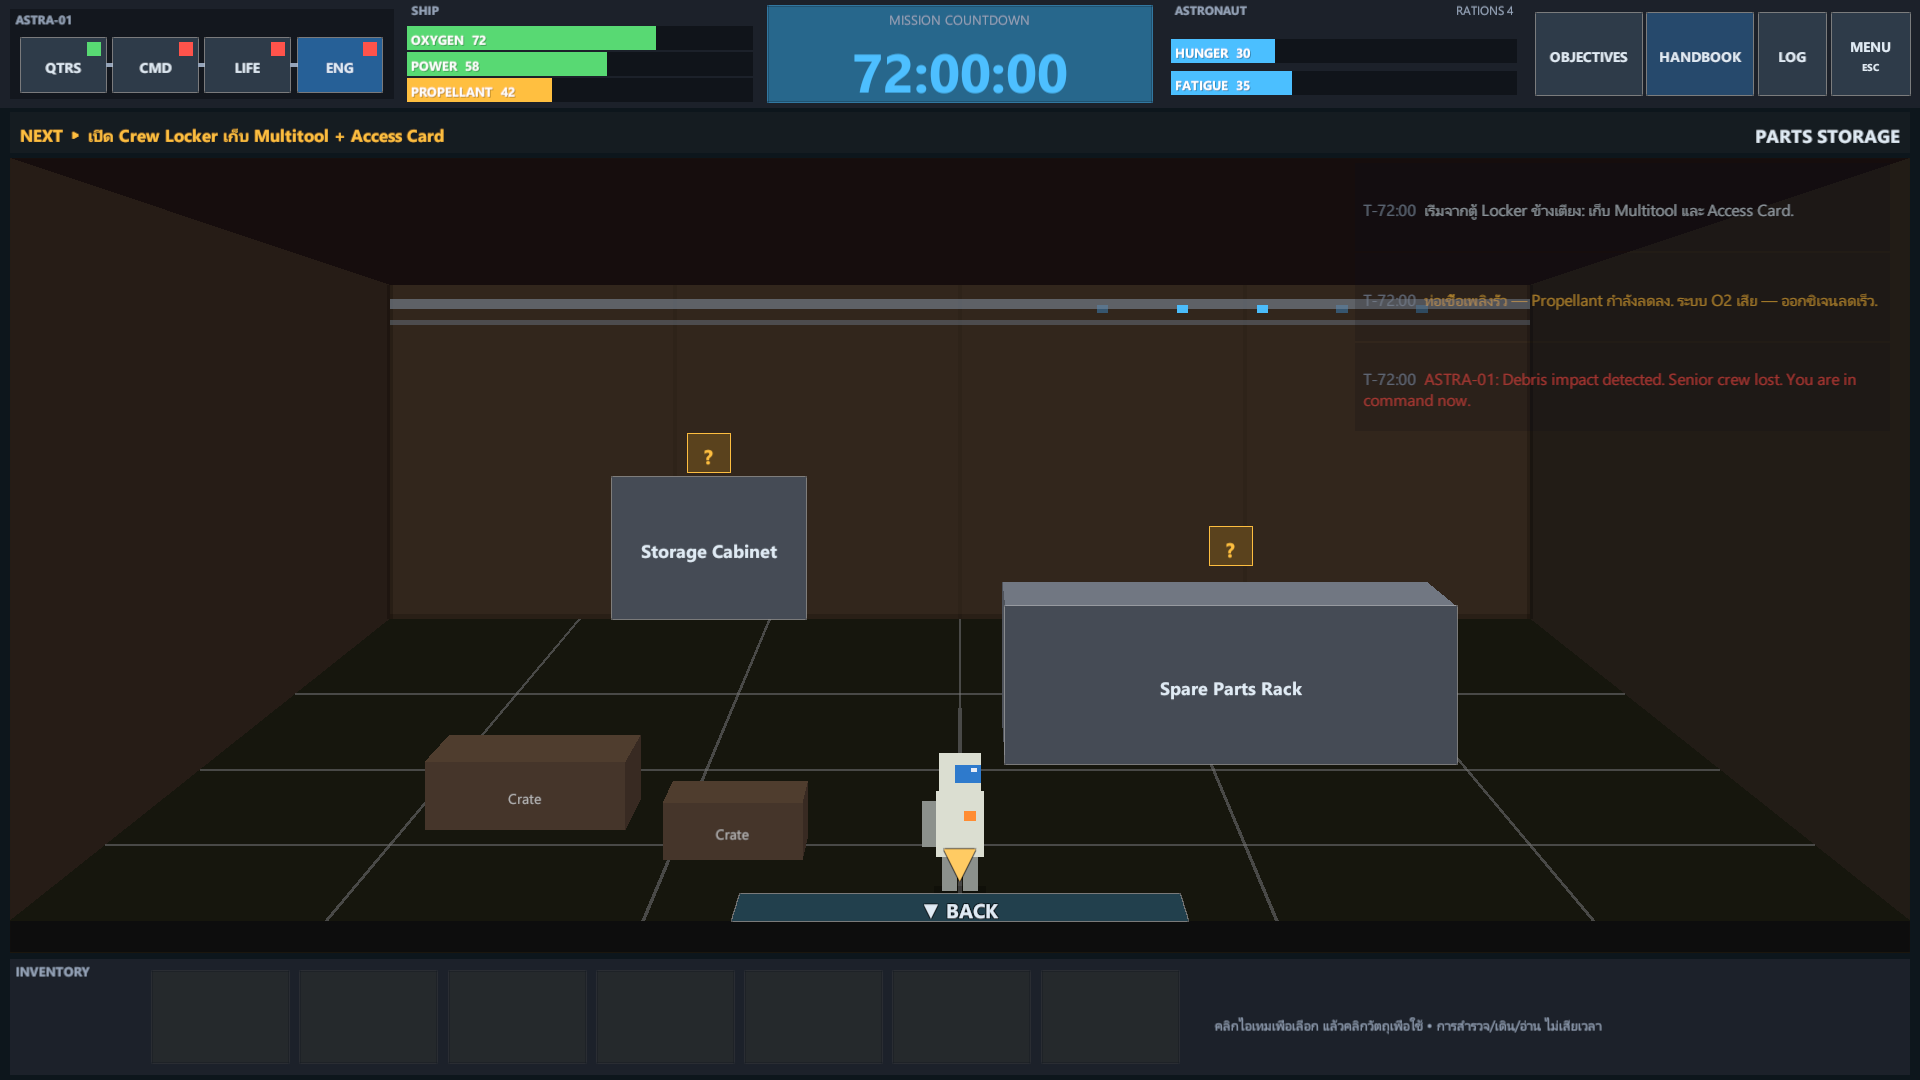 ASTRA-01
QTRS
CMD
LIFE
ENG
SHIP
OXYGEN 72
POWER 58
PROPELLANT 42
MISSION COUNTDOWN
72:00:00
ASTRONAUT
RATIONS 4
HUNGER 30
FATIGUE 35
OBJECTIVES
HANDBOOK
LOG
MENU
ESC
NEXT ▸ เปิด Crew Locker เก็บ Multitool + Access Card
PARTS STORAGE
T-72:00 เริ่มจากตู้ Locker ข้างเตียง: เก็บ Multitool และ Access Card.
T-72:00 ท่อเชื้อเพลิงรั่ว — Propellant กำลังลดลง. ระบบ O2 เสีย — ออกซิเจนลดเร็ว.
T-72:00 ASTRA-01: Debris impact detected. Senior crew lost. You are in
command now.
?
Storage Cabinet
?
Spare Parts Rack
Crate
Crate
▼ BACK
INVENTORY
คลิกไอเทมเพื่อเลือก แล้วคลิกวัตถุเพื่อใช้ • การสำรวจ/เดิน/อ่าน ไม่เสียเวลา